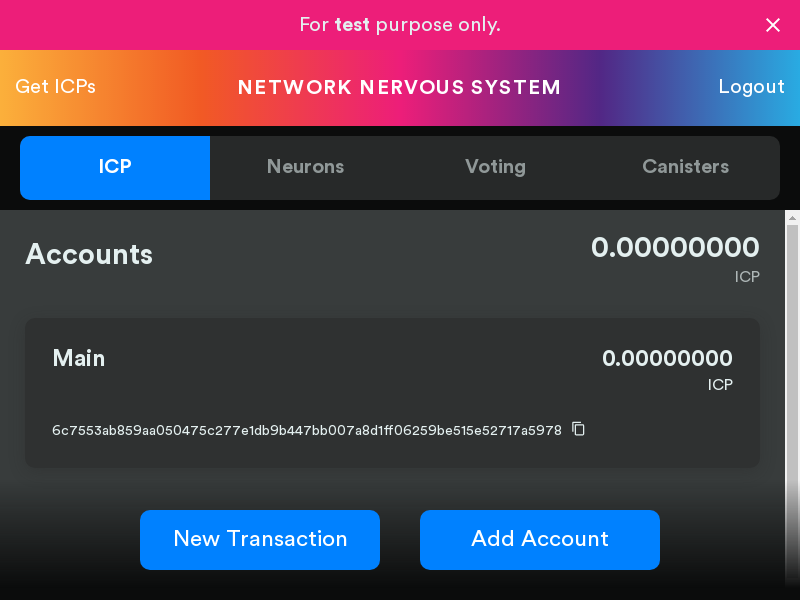 For test purpose only.
Get ICPs
NETWORK NERVOUS SYSTEM
Logout
ICP
Neurons
Voting
Canisters
Accounts
0.00000000
ICP
Main
0.00000000
ICP
6c7553ab859aa050475c277e1db9b447bb007a8d1ff06259be515e52717a5978
New Transaction
Add Account